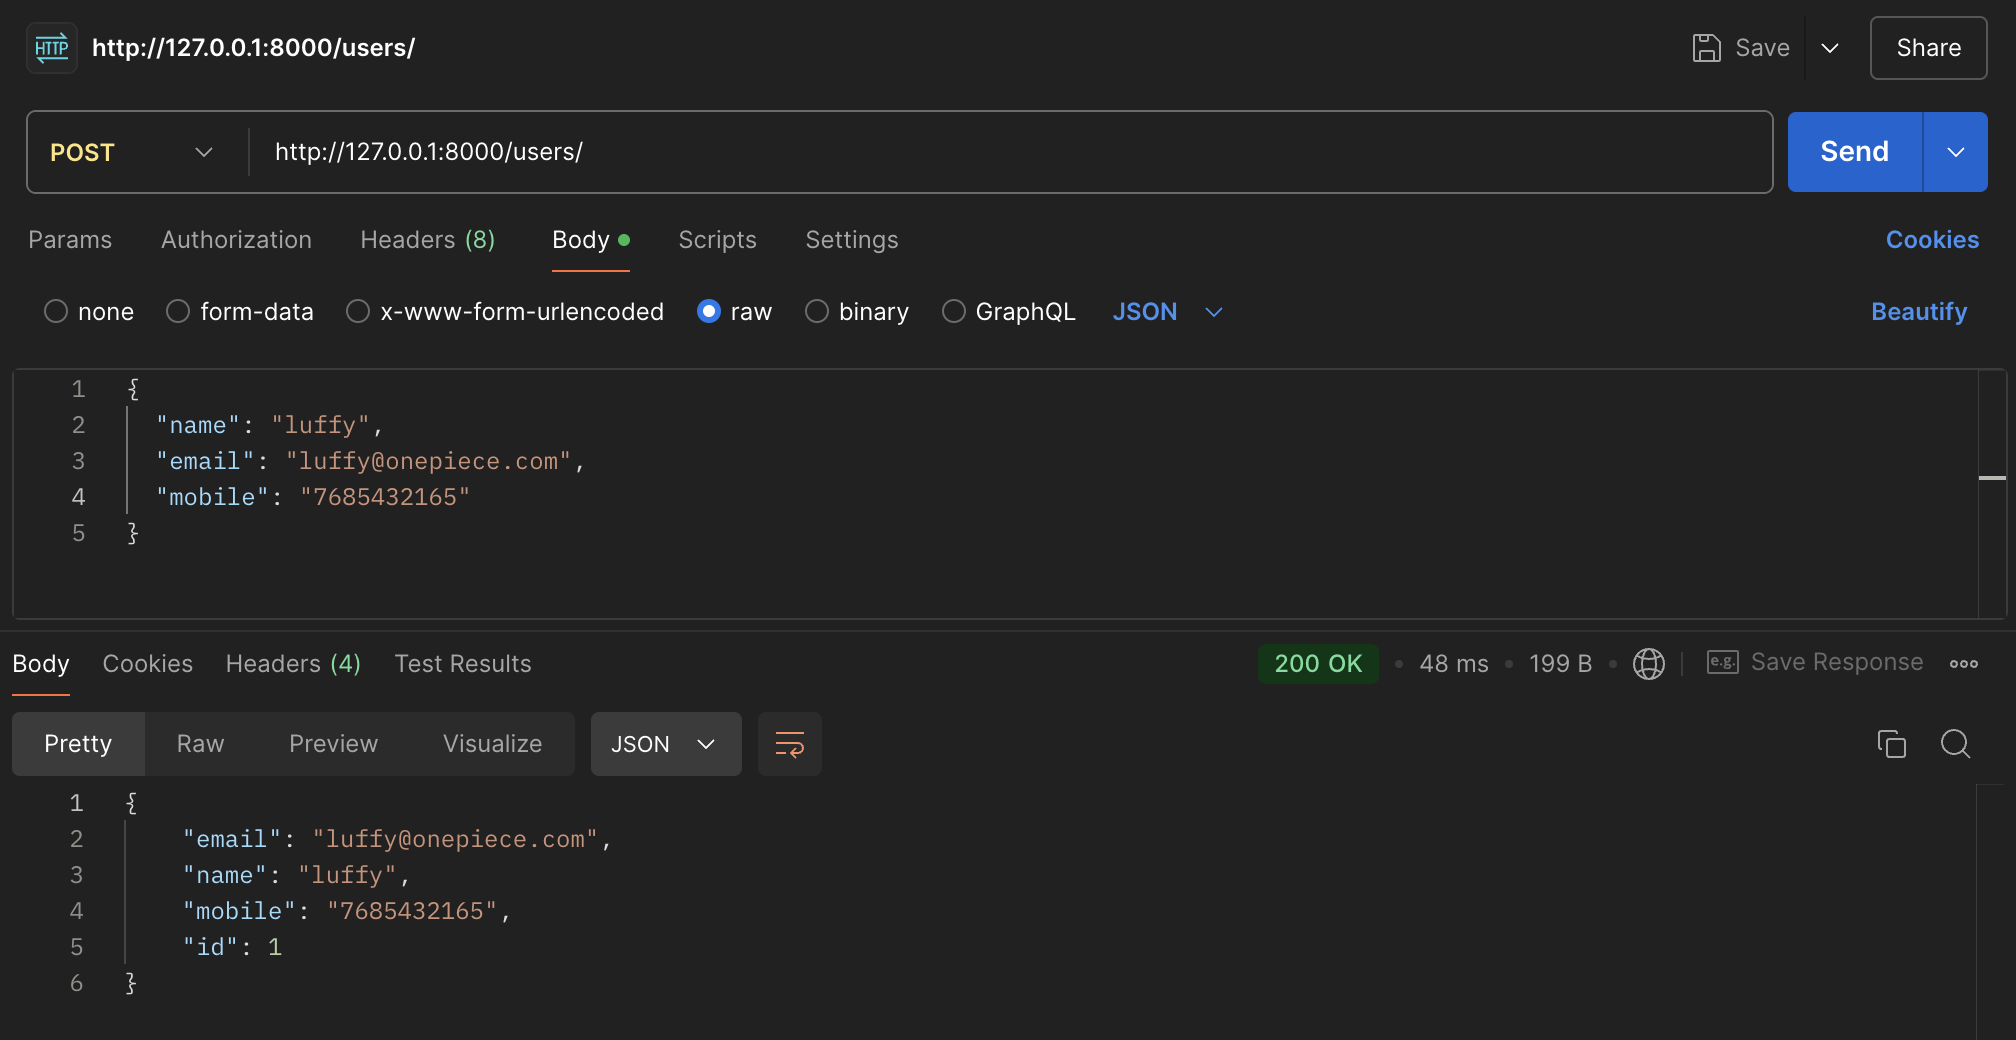 HTTP http://127.0.0.1:8000/users/ Save Share
POST http://127.0.0.1:8000/users/ Send
Params Authorization Headers (8) Body Scripts Settings Cookies
none form-data x-www-form-urlencoded raw binary GraphQL JSON Beautify
1 {
2 "name": "luffy",
3 "email": "luffy@onepiece.com",
4 "mobile": "7685432165"
5 }
Body Cookies Headers (4) Test Results 200 OK • 48 ms • 199 B • e.g. Save Response
Pretty Raw Preview Visualize JSON
1 {
2 "email": "luffy@onepiece.com",
3 "name": "luffy",
4 "mobile": "7685432165",
5 "id": 1
6 }